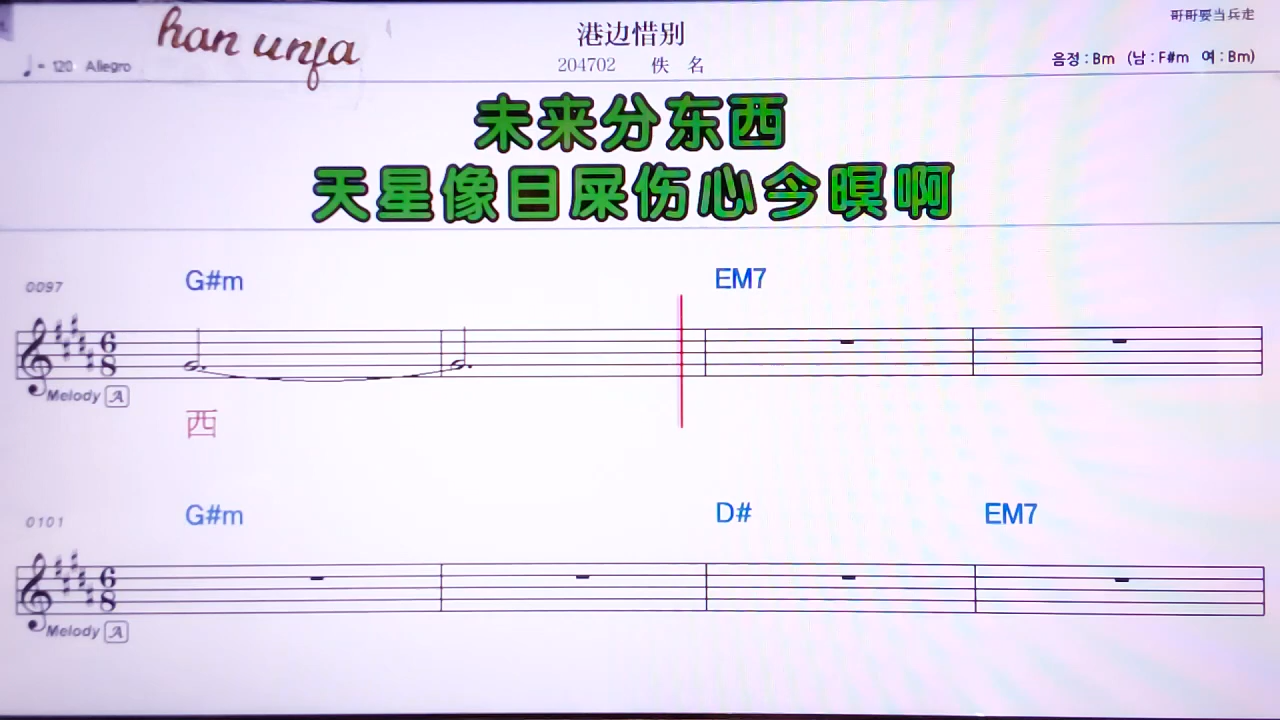 han unfa
港边惜别
哥哥要当兵走
♩ = 120 Allegro
204702 佚 名
음정 : Bm (남 : F#m 여 : Bm)
未来分东西
天星像目屎伤心今暝啊
0097 G#m EM7
6
8
Melody A
西
0101 G#m D# EM7
6
8
Melody A